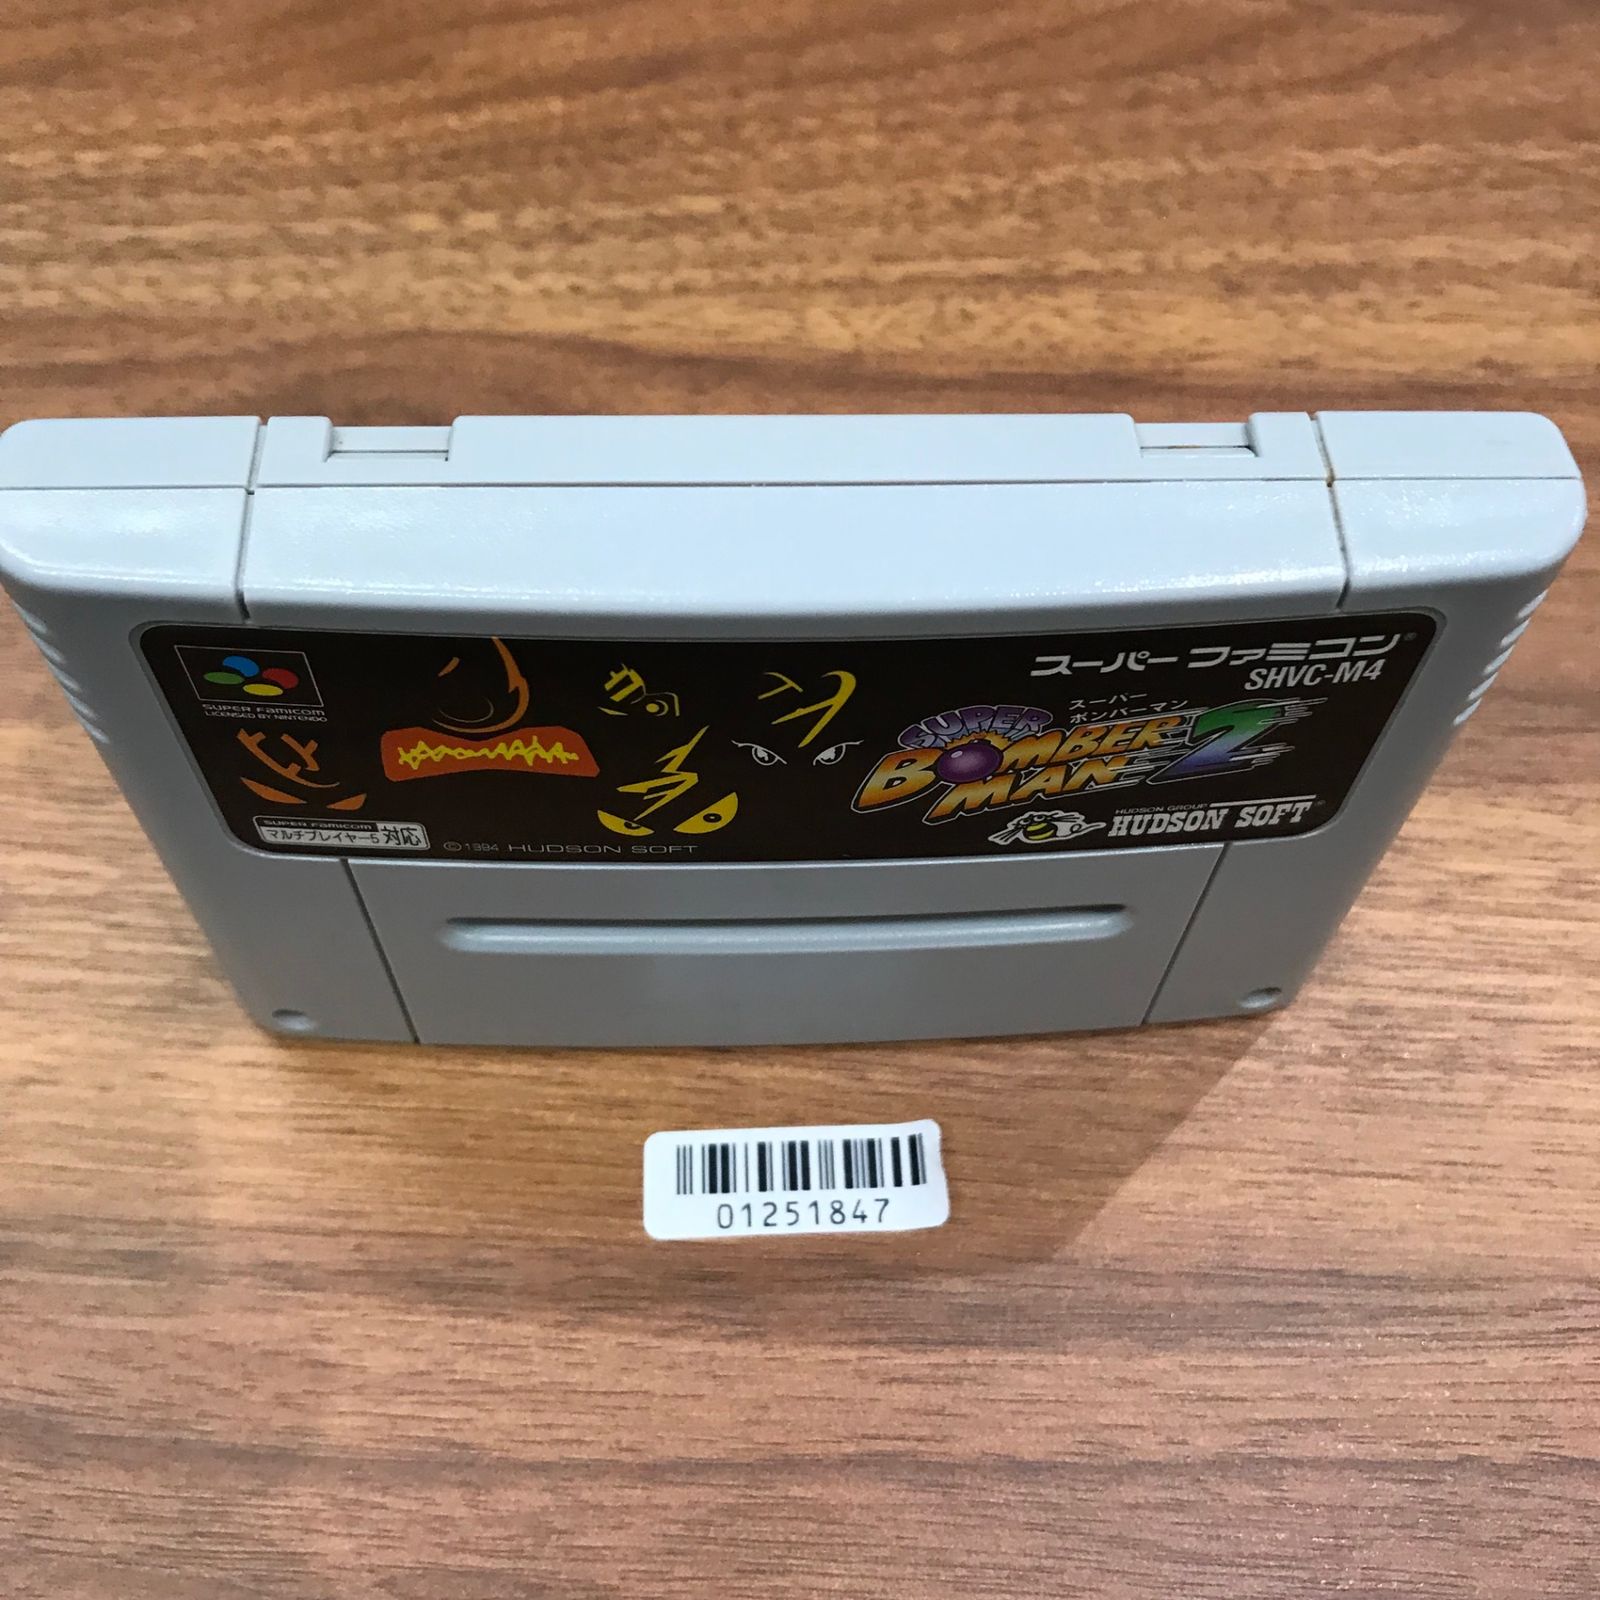 SUPER FAMICOM
LICENSED BY NINTENDO
スーパーファミコン®
SHVC-M4
スーパー
ボンバーマン
SUPER
BOMBER
MAN 2
HUDSON GROUP
HUDSON SOFT®
SUPER FAMICOM
マルチプレイヤー5対応
©1994 HUDSON SOFT
01251847